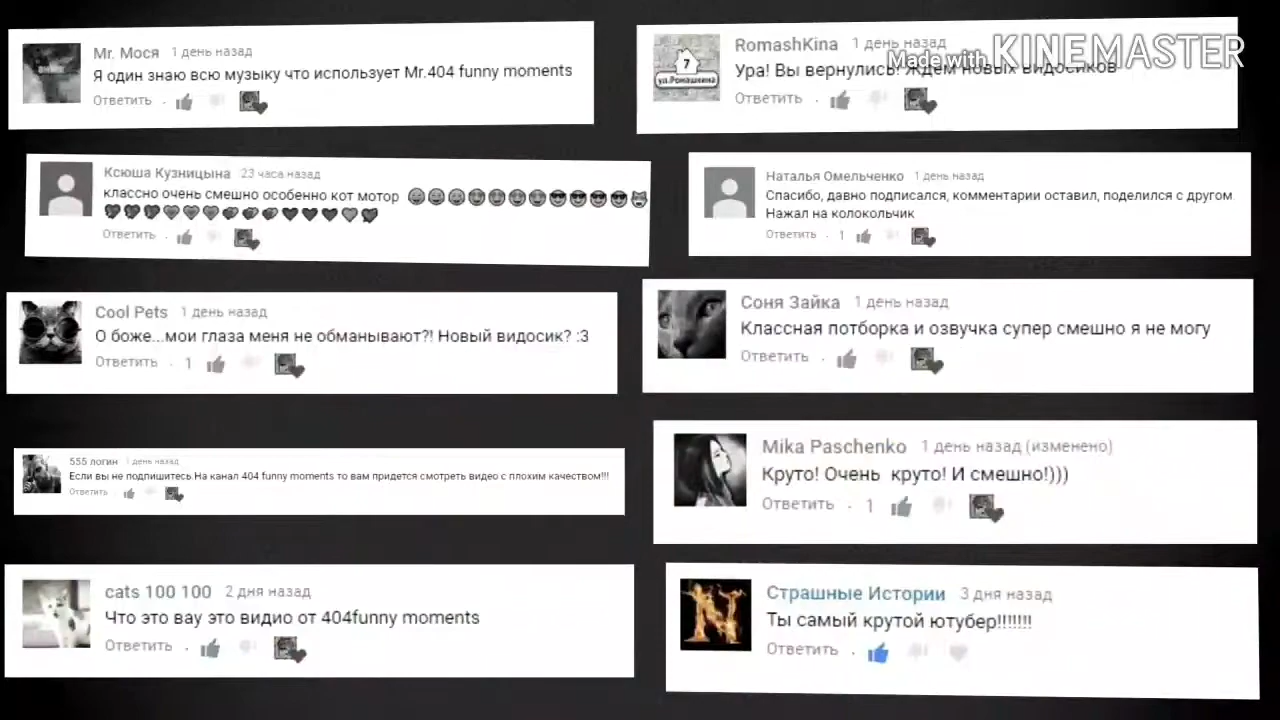 Mr. Мося 1 день назад
Я один знаю всю музыку что использует Mr.404 funny moments
Ответить
RomashKina 1 день назад
Made with KINEMASTER
7
ул.Ромашкина
Ура! Вы вернулись! Ждем новых видосиков
Ответить
Ксюша Кузницына 23 часа назад
классно очень смешно особенно кот мотор
Ответить
Наталья Омельченко 1 день назад
Спасибо, давно подписался, комментарии оставил, поделился с другом.
Нажал на колокольчик
Ответить 1
Cool Pets 1 день назад
О боже...мои глаза меня не обманывают?! Новый видосик? :3
Ответить 1
Соня Зайка 1 день назад
Классная потборка и озвучка супер смешно я не могу
Ответить
555 логин 1 день назад
Если вы не подпишитесь На канал 404 funny moments то вам придется смотреть видео с плохим качеством!!!
Ответить
Mika Paschenko 1 день назад (изменено)
Круто! Очень круто! И смешно!)))
Ответить 1
cats 100 100 2 дня назад
Что это вау это видио от 404funny moments
Ответить
N
Страшные Истории 3 дня назад
Ты самый крутой ютубер!!!!!!!
Ответить